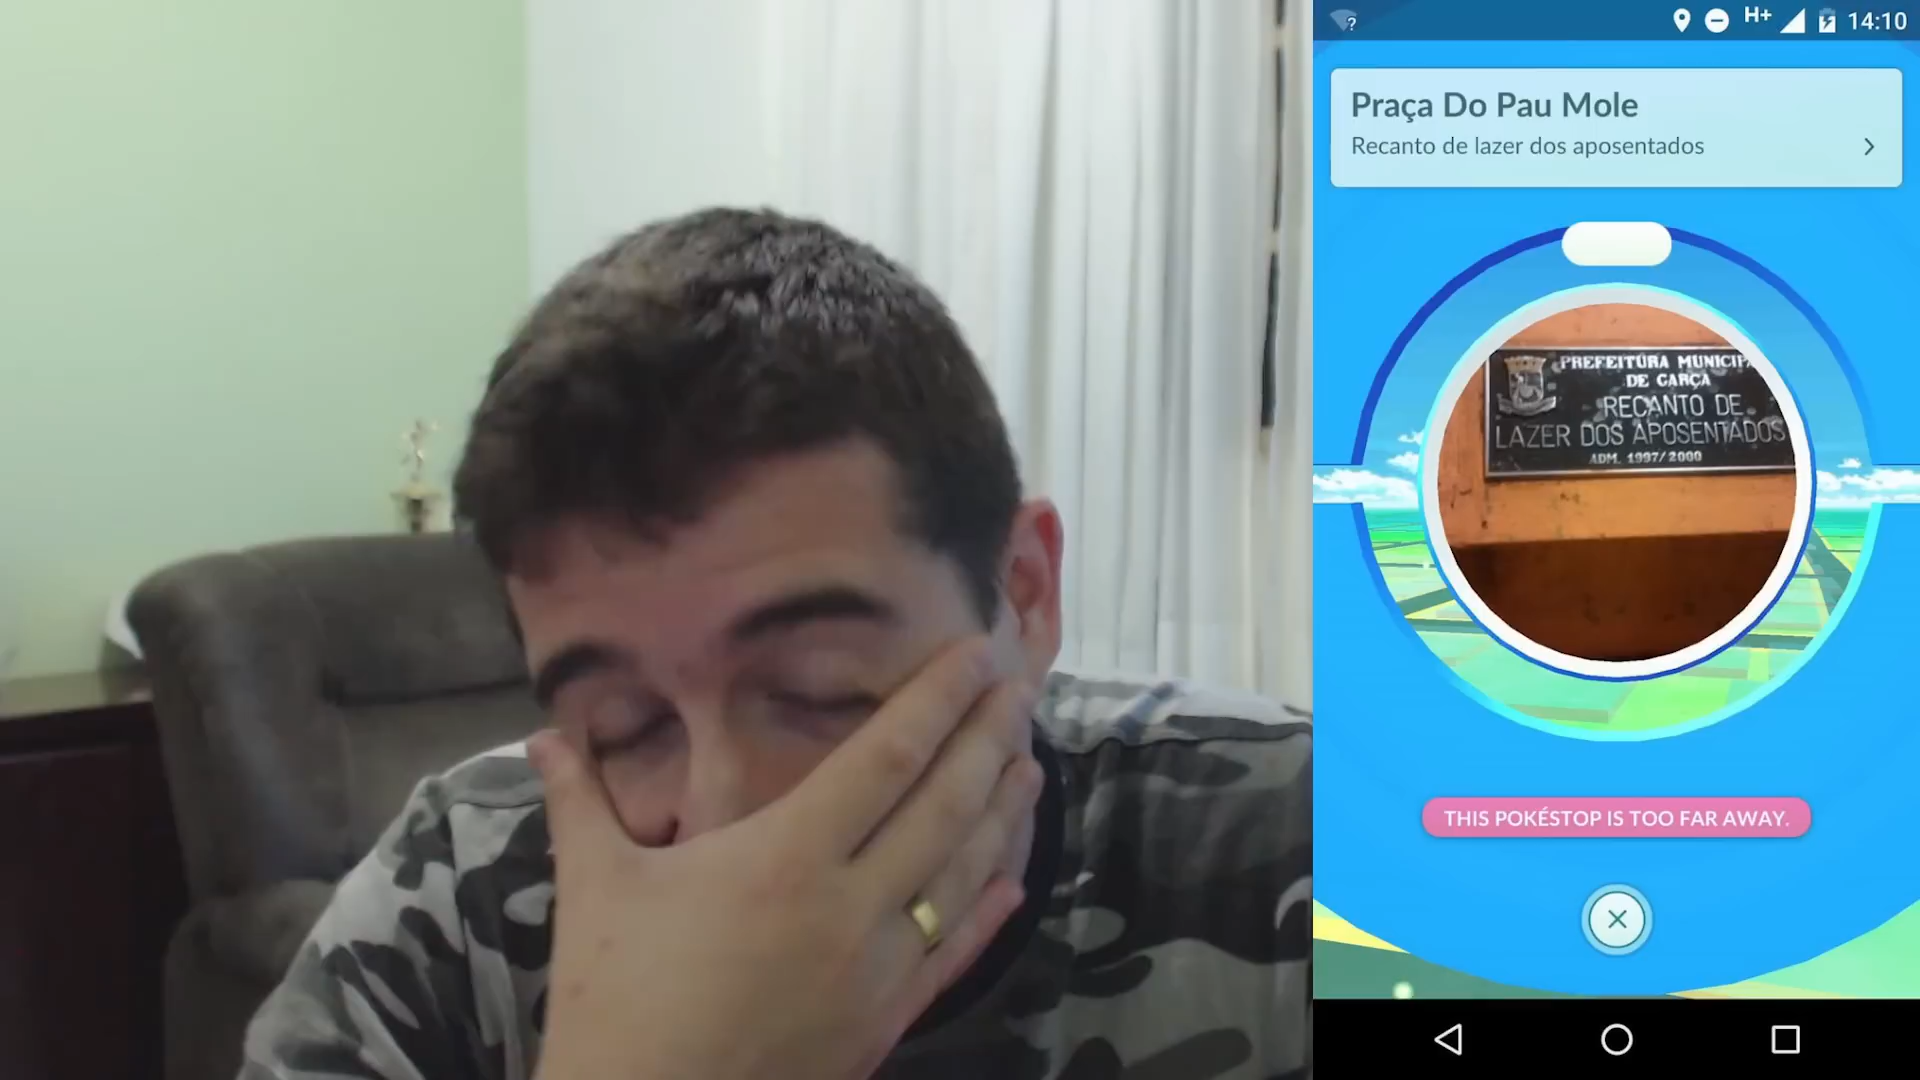 H+ 14:10
Praça Do Pau Mole
Recanto de lazer dos aposentados
PREFEITURA MUNICIP
DE GARÇA
RECANTO DE
LAZER DOS APOSENTADOS
ADM. 1997/2000
THIS POKÉSTOP IS TOO FAR AWAY.